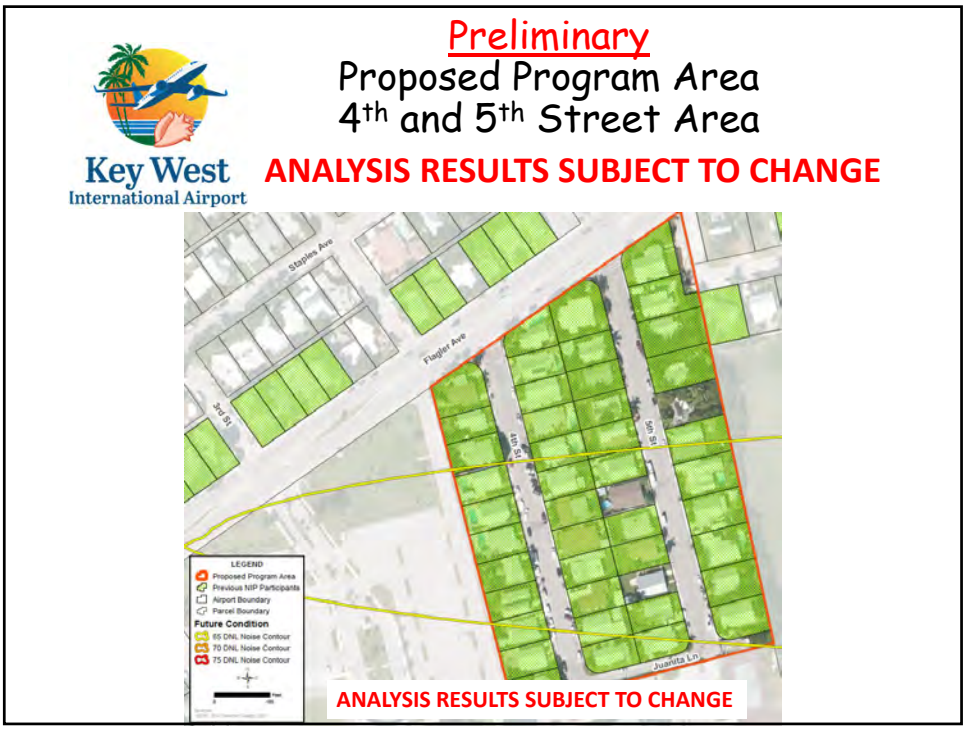 Preliminary
Proposed Program Area
4th and 5th Street Area
Key West
International Airport
ANALYSIS RESULTS SUBJECT TO CHANGE
Staples Ave
Flagler Ave
3rd St
4th St
5th St
Juanita Ln
LEGEND
Proposed Program Area
Previous NIP Participants
Airport Boundary
Parcel Boundary
Future Condition
65 DNL Noise Contour
70 DNL Noise Contour
75 DNL Noise Contour
Feet
0
ANALYSIS RESULTS SUBJECT TO CHANGE